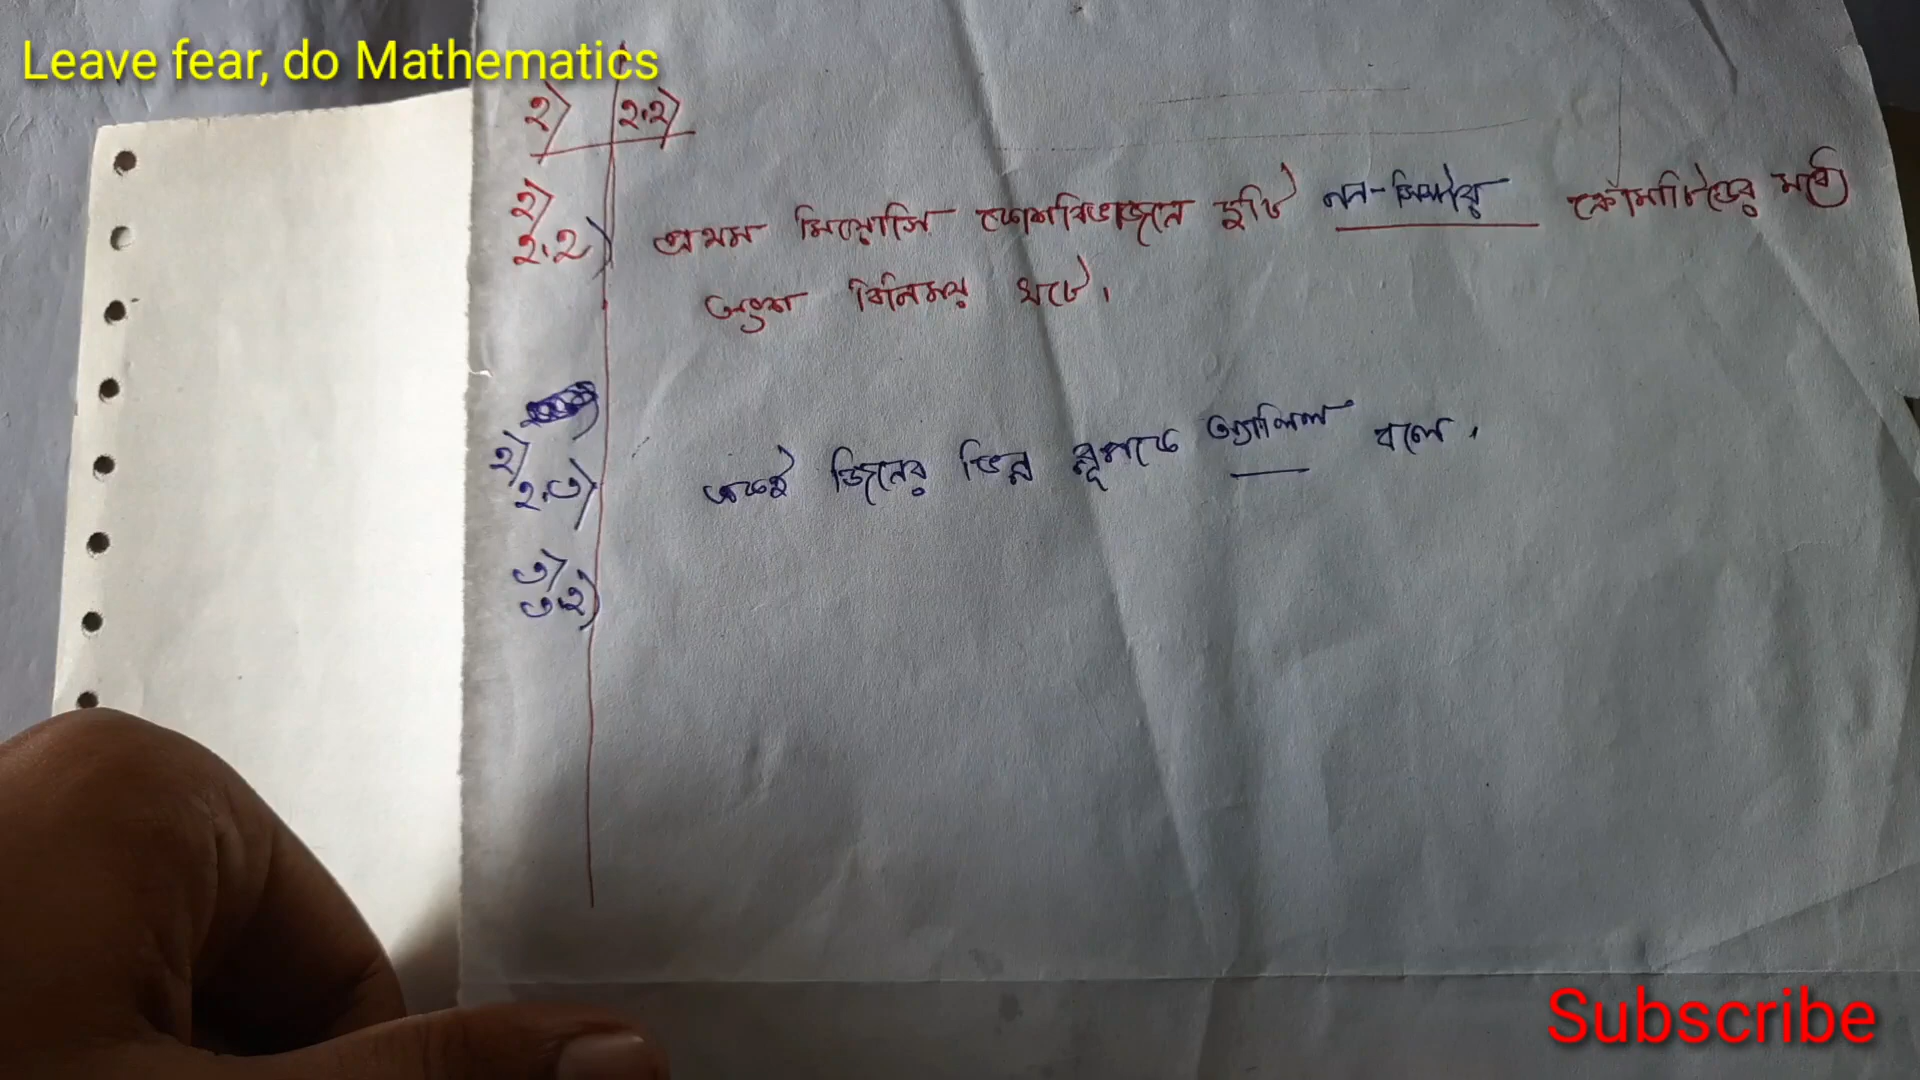 Leave fear, do Mathematics
২) ২.২)
২)
২.২) প্রথম মিয়োসিস কোশবিভাজনে দুটি নন-সিস্টার ক্রোমাটিডের মধ্যে
অংশ বিনিময় ঘটে।
২)
২.৩) একই জিনের ভিন্ন রূপকে অ্যালিল বলে।
৩)
৩.২)
Subscribe